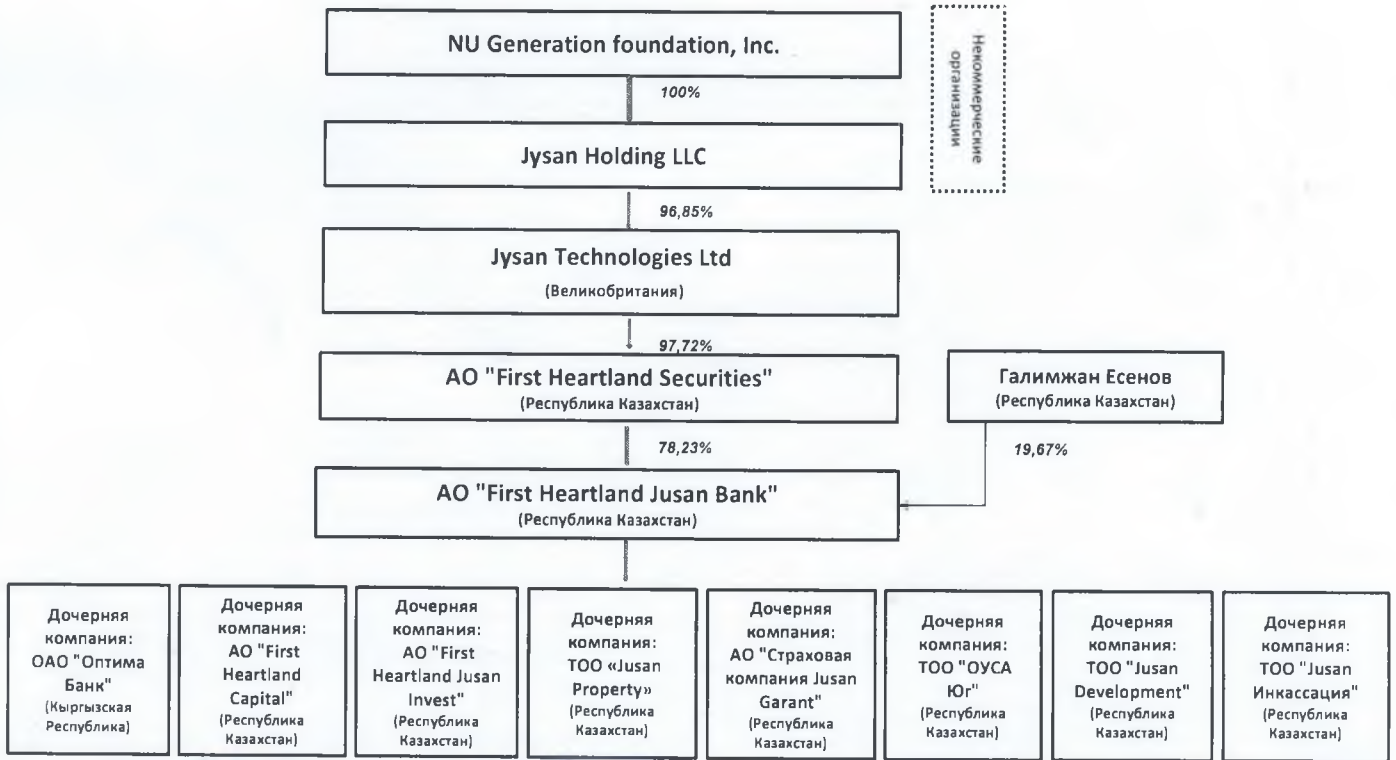 NU Generation foundation, Inc.
Некоммерческие
организации
100%
Jysan Holding LLC
96,85%
Jysan Technologies Ltd
(Великобритания)
97,72%
АО "First Heartland Securities"
(Республика Казахстан)
Галимжан Есенов
(Республика Казахстан)
78,23%
19,67%
АО "First Heartland Jusan Bank"
(Республика Казахстан)
Дочерняя
компания:
ОАО "Оптима
Банк"
(Кыргызская
Республика)
Дочерняя
компания:
АО "First
Heartland
Capital"
(Республика
Казахстан)
Дочерняя
компания:
АО "First
Heartland Jusan
Invest"
(Республика
Казахстан)
Дочерняя
компания:
ТОО «Jusan
Property»
(Республика
Казахстан)
Дочерняя
компания:
АО "Страховая
компания Jusan
Garant"
(Республика
Казахстан)
Дочерняя
компания:
ТОО "ОУСА
Юг"
(Республика
Казахстан)
Дочерняя
компания:
ТОО "Jusan
Development"
(Республика
Казахстан)
Дочерняя
компания:
ТОО "Jusan
Инкассация"
(Республика
Казахстан)